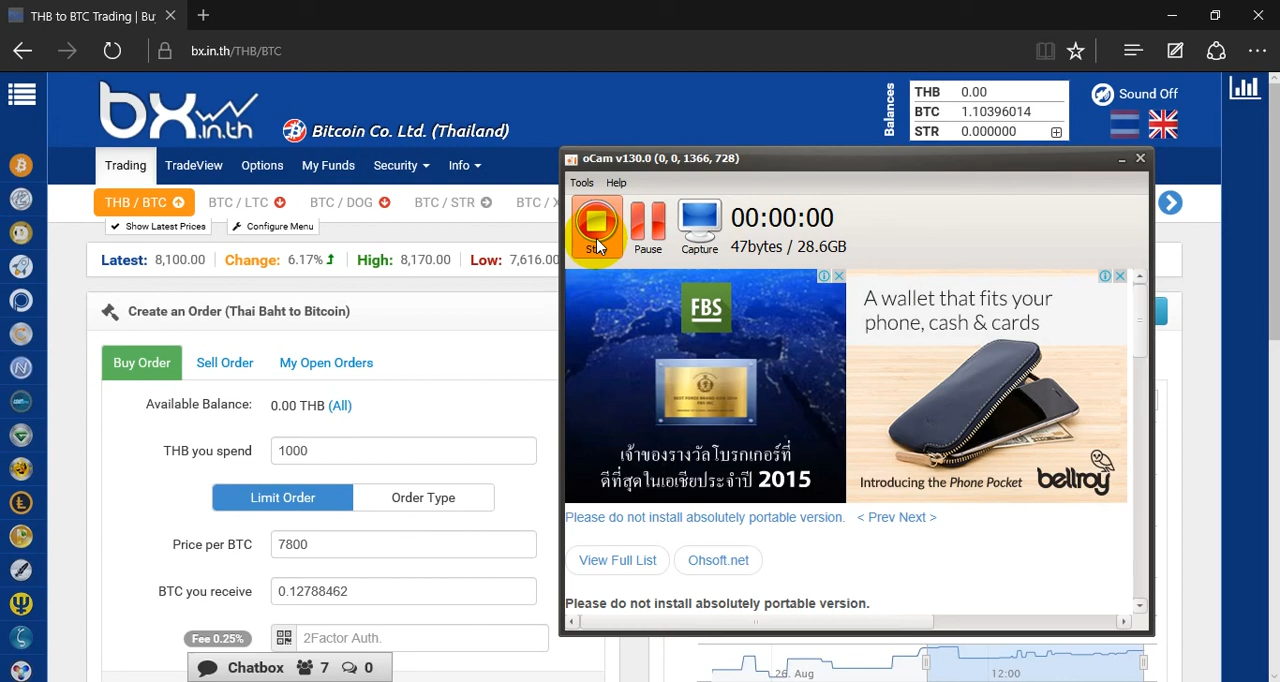 THB to BTC Trading | Bu
bx.in.th/THB/BTC
bx.in.th
Bitcoin Co. Ltd. (Thailand)
Balances
THB 0.00
BTC 1.10396014
STR 0.000000
Sound Off
Trading TradeView Options My Funds Security Info
THB / BTC BTC / LTC BTC / DOG BTC / STR BTC / X
Show Latest Prices Configure Menu
Latest: 8,100.00 Change: 6.17% High: 8,170.00 Low: 7,616.00
Create an Order (Thai Baht to Bitcoin)
Buy Order Sell Order My Open Orders
Available Balance: 0.00 THB (All)
THB you spend 1000
Limit Order Order Type
Price per BTC 7800
BTC you receive 0.12788462
Fee 0.25% 2Factor Auth.
Chatbox 7 0
oCam v130.0 (0, 0, 1366, 728)
Tools Help
Pause Capture
00:00:00
47bytes / 28.6GB
FBS
เจ้าของรางวัลโบรกเกอร์ที่
ดีที่สุดในเอเชียประจำปี 2015
A wallet that fits your
phone, cash & cards
Introducing the Phone Pocket bellroy
Please do not install absolutely portable version. < Prev Next >
View Full List Ohsoft.net
Please do not install absolutely portable version.
26. Aug 12:00